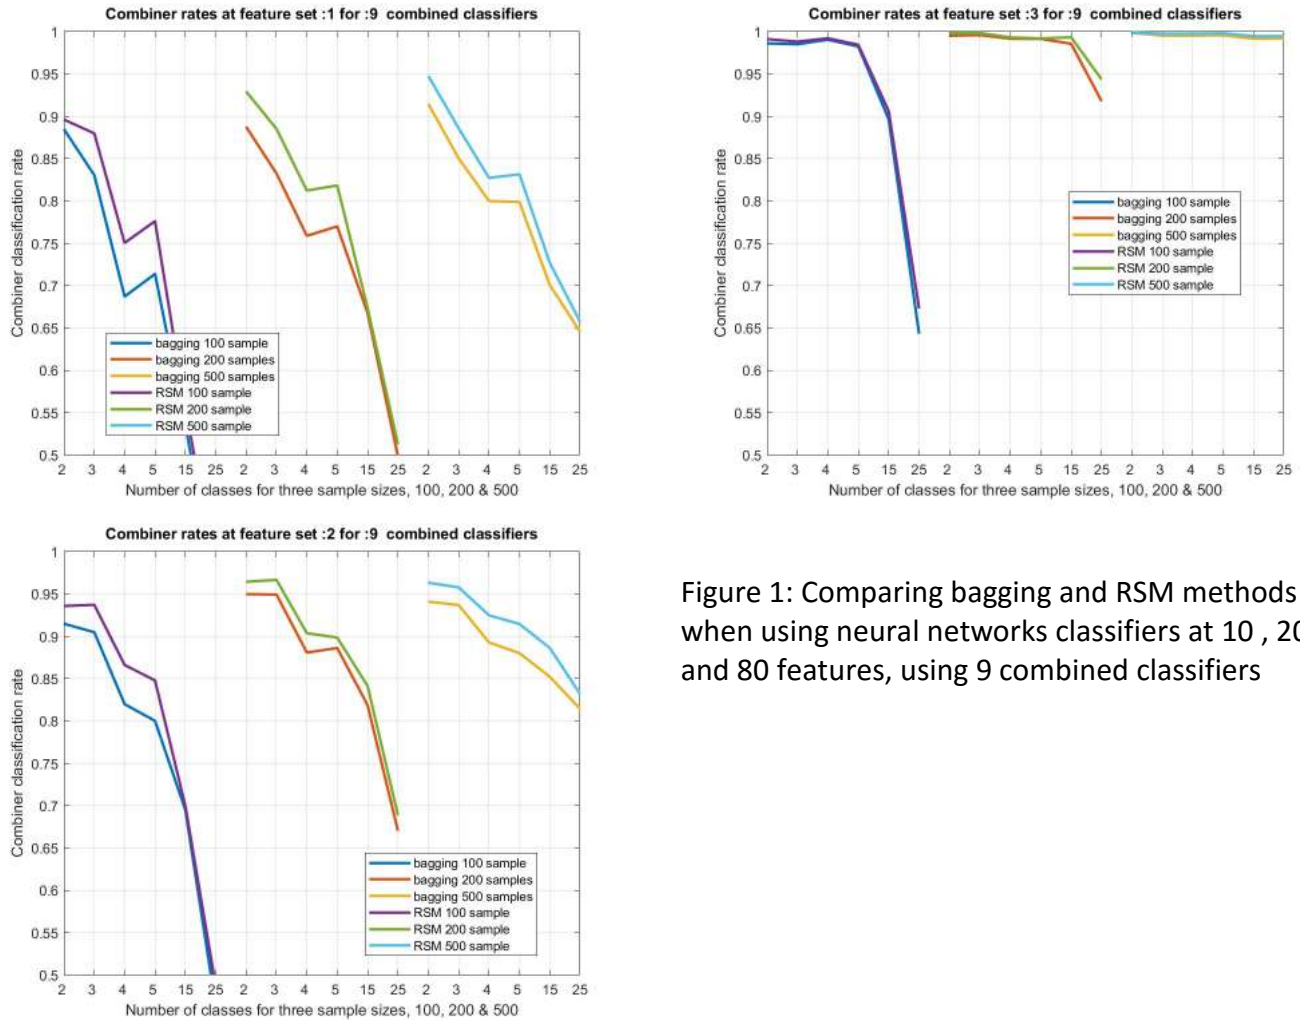 Combiner rates at feature set :1 for :9 combined classifiers
1
0.95
0.9
0.85
0.8
0.75
0.7
0.65
0.6
0.55
0.5
Combiner classification rate
bagging 100 sample
bagging 200 samples
bagging 500 samples
RSM 100 sample
RSM 200 sample
RSM 500 sample
2 3 4 5 15 25 2 3 4 5 15 25 2 3 4 5 15 25
Number of classes for three sample sizes, 100, 200 & 500
Combiner rates at feature set :3 for :9 combined classifiers
1
0.95
0.9
0.85
0.8
0.75
0.7
0.65
0.6
0.55
0.5
Combiner classification rate
bagging 100 sample
bagging 200 samples
bagging 500 samples
RSM 100 sample
RSM 200 sample
RSM 500 sample
2 3 4 5 15 25 2 3 4 5 15 25 2 3 4 5 15 25
Number of classes for three sample sizes, 100, 200 & 500
Combiner rates at feature set :2 for :9 combined classifiers
1
0.95
0.9
0.85
0.8
0.75
0.7
0.65
0.6
0.55
0.5
Combiner classification rate
bagging 100 sample
bagging 200 samples
bagging 500 samples
RSM 100 sample
RSM 200 sample
RSM 500 sample
2 3 4 5 15 25 2 3 4 5 15 25 2 3 4 5 15 25
Number of classes for three sample sizes, 100, 200 & 500
Figure 1: Comparing bagging and RSM methods
when using neural networks classifiers at 10 ,
and 80 features, using 9 combined classifiers